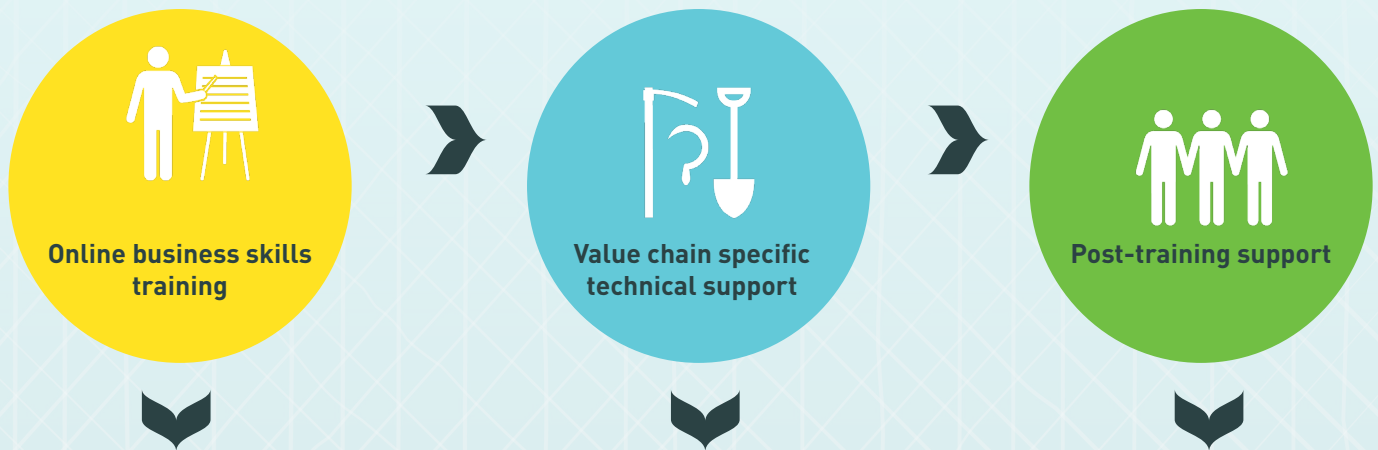 Online business skills
training
Value chain specific
technical support
Post-training support